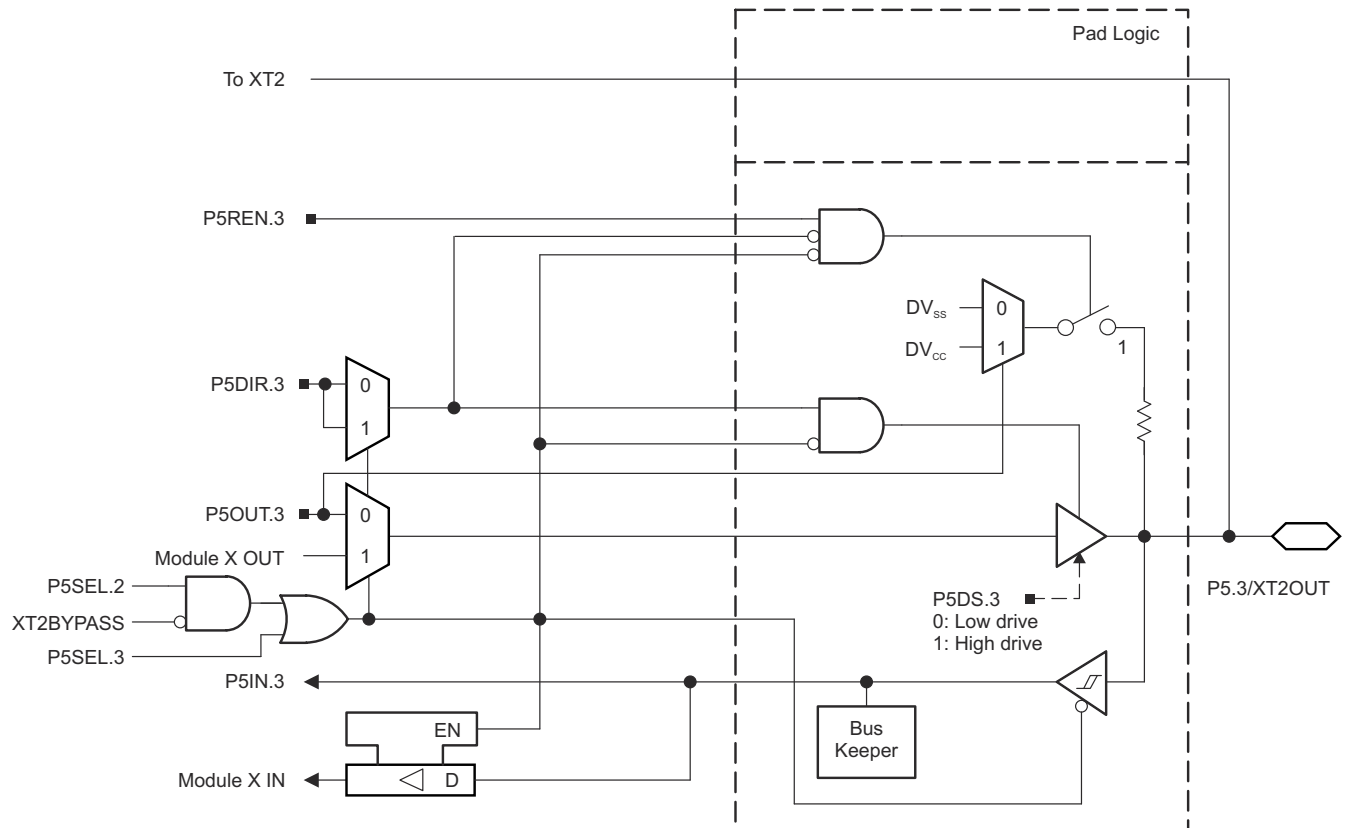 Pad Logic
To XT2
P5REN.3
DVSS
0
DVCC
1
1
P5DIR.3
0
1
P5OUT.3
0
Module X OUT
1
P5SEL.2
XT2BYPASS
P5SEL.3
P5DS.3
0: Low drive
1: High drive
P5.3/XT2OUT
P5IN.3
Bus
Keeper
EN
Module X IN
D